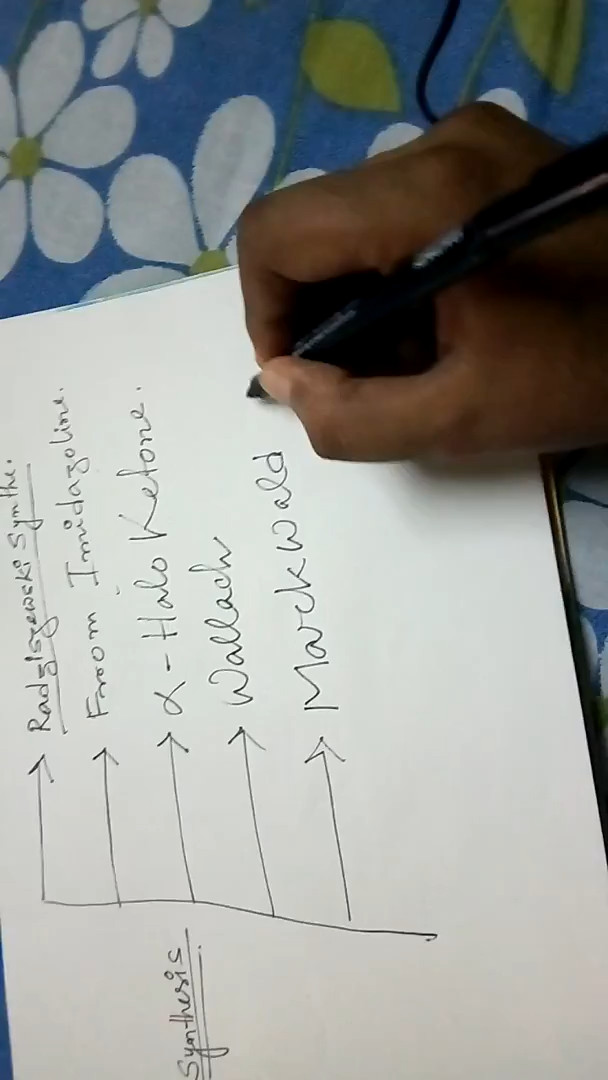 Synthesis
Radziszewski Synthe.
From Imidazoline.
α-Halo Ketone.
Wallach
Marckwald